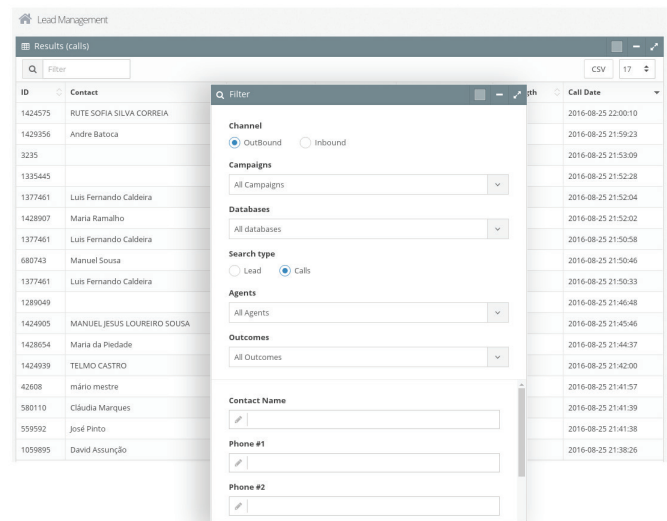 Lead Management
Results (calls)
Filter
CSV 17
ID Contact Call Date
1424575 RUTE SOFIA SILVA CORREIA 2016-08-25 22:00:10
1429356 Andre Batoca 2016-08-25 21:59:23
3235 2016-08-25 21:53:09
1335445 2016-08-25 21:52:28
1377461 Luis Fernando Caldeira 2016-08-25 21:52:04
1428907 Maria Ramalho 2016-08-25 21:52:02
1377461 Luis Fernando Caldeira 2016-08-25 21:50:58
680743 Manuel Sousa 2016-08-25 21:50:46
1377461 Luis Fernando Caldeira 2016-08-25 21:50:33
1289049 2016-08-25 21:46:48
1424905 MANUEL JESUS LOUREIRO SOUSA 2016-08-25 21:45:46
1428654 Maria da Piedade 2016-08-25 21:44:37
1424939 TELMO CASTRO 2016-08-25 21:42:00
42608 mário mestre 2016-08-25 21:41:57
580110 Cláudia Marques 2016-08-25 21:41:39
559592 José Pinto 2016-08-25 21:41:38
1059895 David Assunção 2016-08-25 21:38:26
Filter
Channel
OutBound Inbound
Campaigns
All Campaigns
Databases
All databases
Search type
Lead Calls
Agents
All Agents
Outcomes
All Outcomes
Contact Name
Phone #1
Phone #2